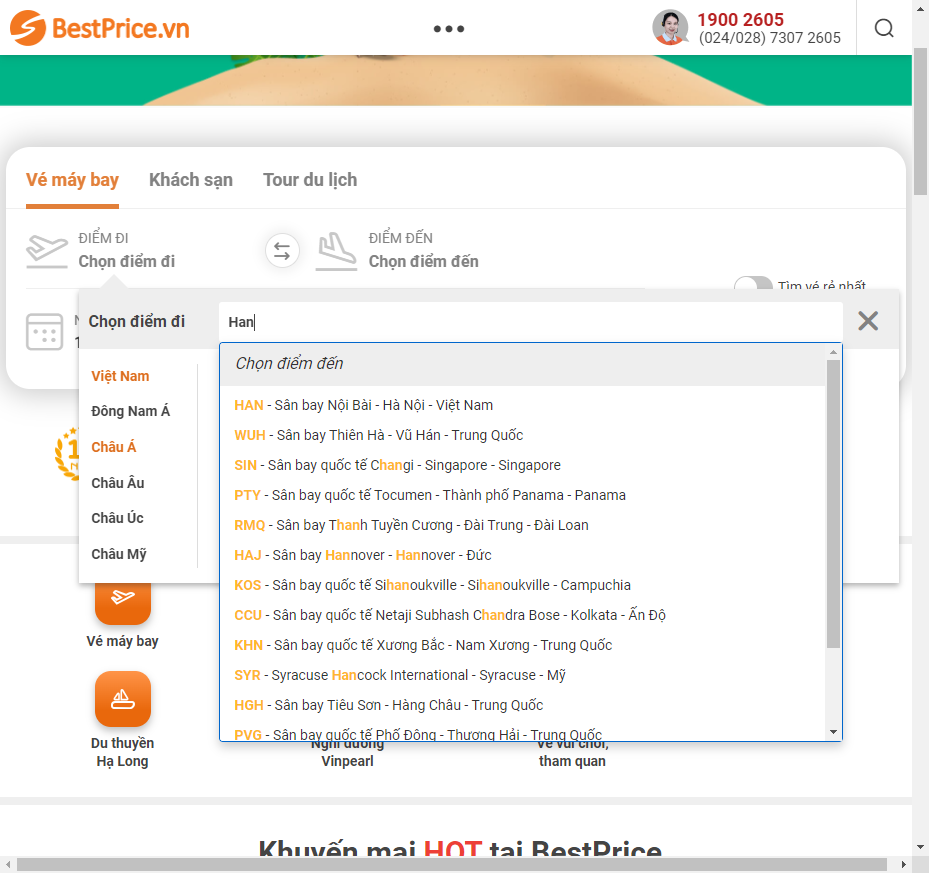 BestPrice.vn
1900 2605
(024/028) 7307 2605
Vé máy bay
Khách sạn
Tour du lịch
ĐIỂM ĐI
Chọn điểm đi
ĐIỂM ĐẾN
Chọn điểm đến
Tìm vé rẻ nhất
Chọn điểm đi
Han
Việt Nam
Đông Nam Á
Châu Á
Châu Âu
Châu Úc
Châu Mỹ
Chọn điểm đến
HAN - Sân bay Nội Bài - Hà Nội - Việt Nam
WUH - Sân bay Thiên Hà - Vũ Hán - Trung Quốc
SIN - Sân bay quốc tế Changi - Singapore - Singapore
PTY - Sân bay quốc tế Tocumen - Thành phố Panama - Panama
RMQ - Sân bay Thanh Tuyền Cương - Đài Trung - Đài Loan
HAJ - Sân bay Hannover - Hannover - Đức
KOS - Sân bay quốc tế Sihanoukville - Sihanoukville - Campuchia
CCU - Sân bay quốc tế Netaji Subhash Chandra Bose - Kolkata - Ấn Độ
KHN - Sân bay quốc tế Xương Bắc - Nam Xương - Trung Quốc
SYR - Syracuse Hancock International - Syracuse - Mỹ
HGH - Sân bay Tiêu Sơn - Hàng Châu - Trung Quốc
PVG - Sân bay quốc tế Phố Đông - Thượng Hải - Trung Quốc
Vé máy bay
Du thuyền
Hạ Long
Nghỉ dưỡng
Vinpearl
Vé vui chơi,
tham quan
Khuyến mại HOT tại BestPrice